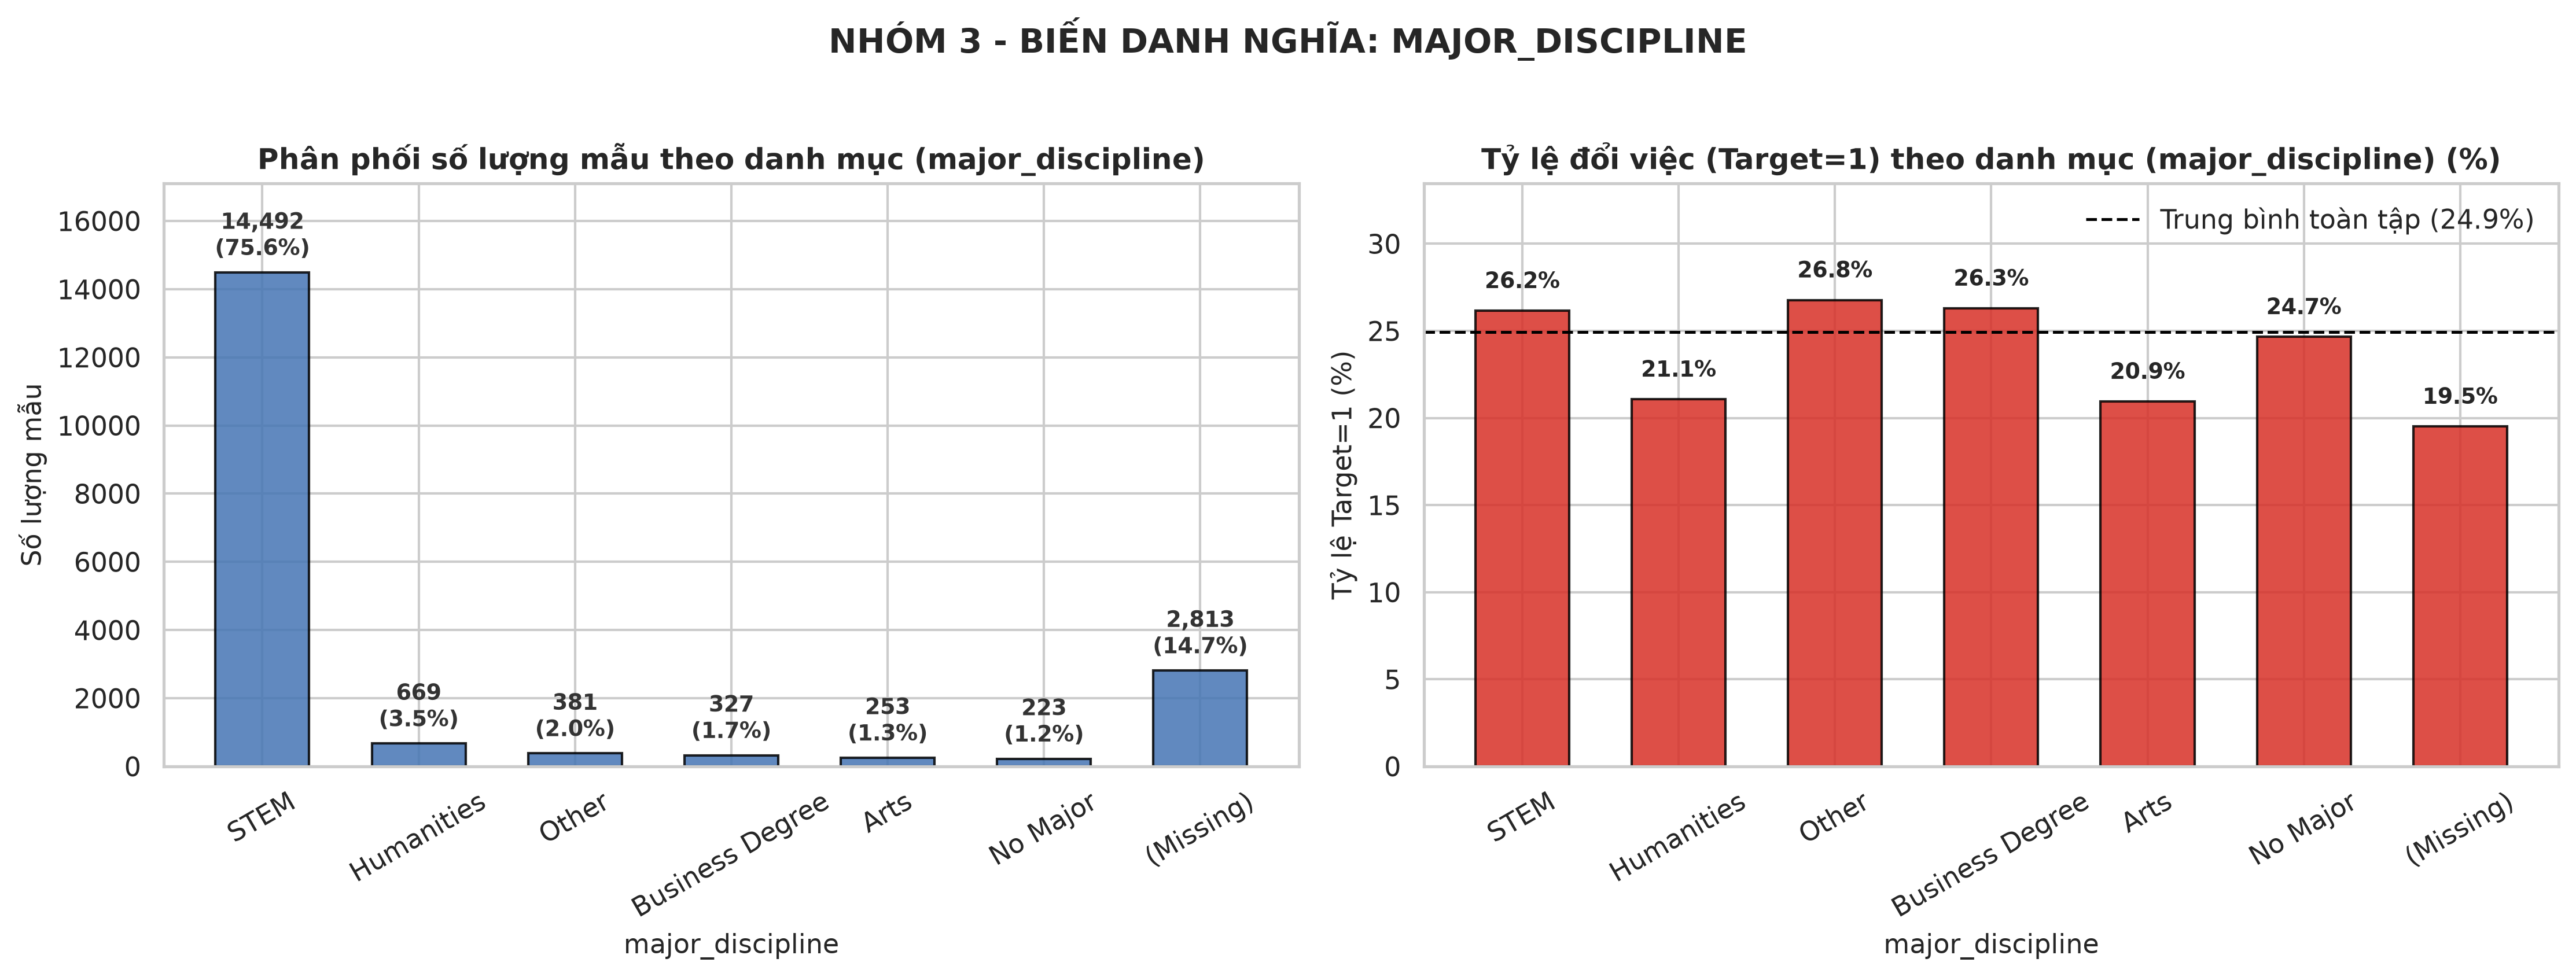 NHÓM 3 - BIẾN DANH NGHĨA: MAJOR_DISCIPLINE
Phân phối số lượng mẫu theo danh mục (major_discipline)
Số lượng mẫu
16000
14000
12000
10000
8000
6000
4000
2000
0
14,492
(75.6%)
669
(3.5%)
381
(2.0%)
327
(1.7%)
253
(1.3%)
223
(1.2%)
2,813
(14.7%)
STEM
Humanities
Other
Business Degree
Arts
No Major
(Missing)
major_discipline
Tỷ lệ đổi việc (Target=1) theo danh mục (major_discipline) (%)
Tỷ lệ Target=1 (%)
30
25
20
15
10
5
0
Trung bình toàn tập (24.9%)
26.2%
21.1%
26.8%
26.3%
20.9%
24.7%
19.5%
STEM
Humanities
Other
Business Degree
Arts
No Major
(Missing)
major_discipline